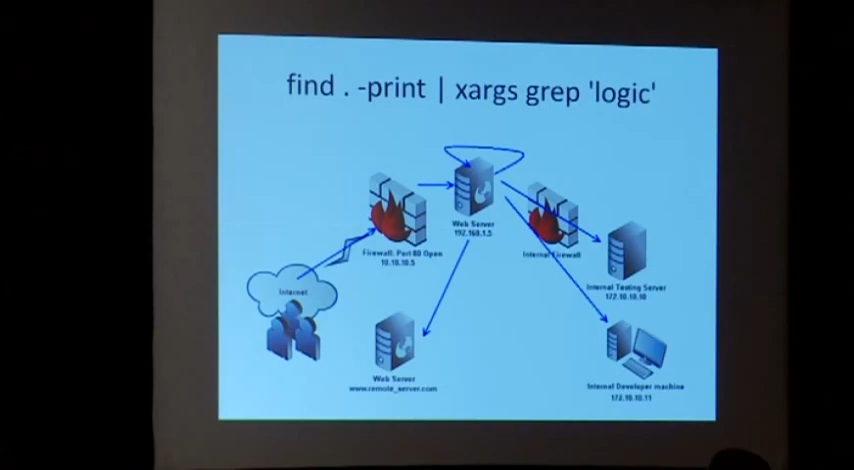 find . -print | xargs grep 'logic'
Web Server
192.168.1.5
Firewall: Port 80 Open
10.10.10.5
Internal Firewall
Internet
Internal Testing Server
172.10.10.10
Web Server
www.remote_server.com
Internal Developer machine
172.10.10.11